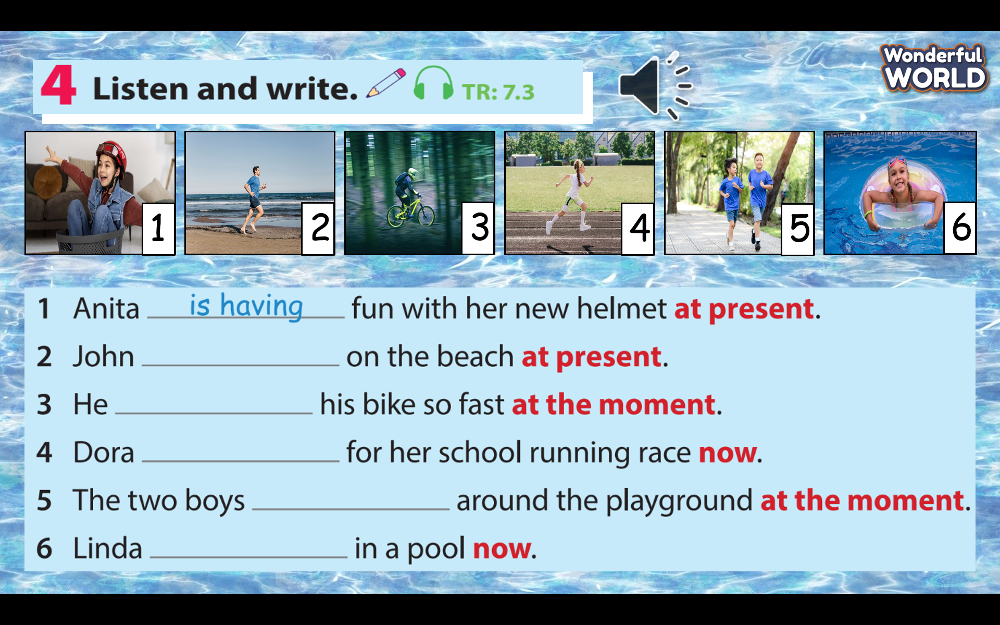 Wonderful
WORLD
4 Listen and write. TR: 7.3
1 2 3 4 5 6
1 Anita is having fun with her new helmet at present.
2 John ____________ on the beach at present.
3 He ____________ his bike so fast at the moment.
4 Dora ____________ for her school running race now.
5 The two boys ____________ around the playground at the moment.
6 Linda ____________ in a pool now.